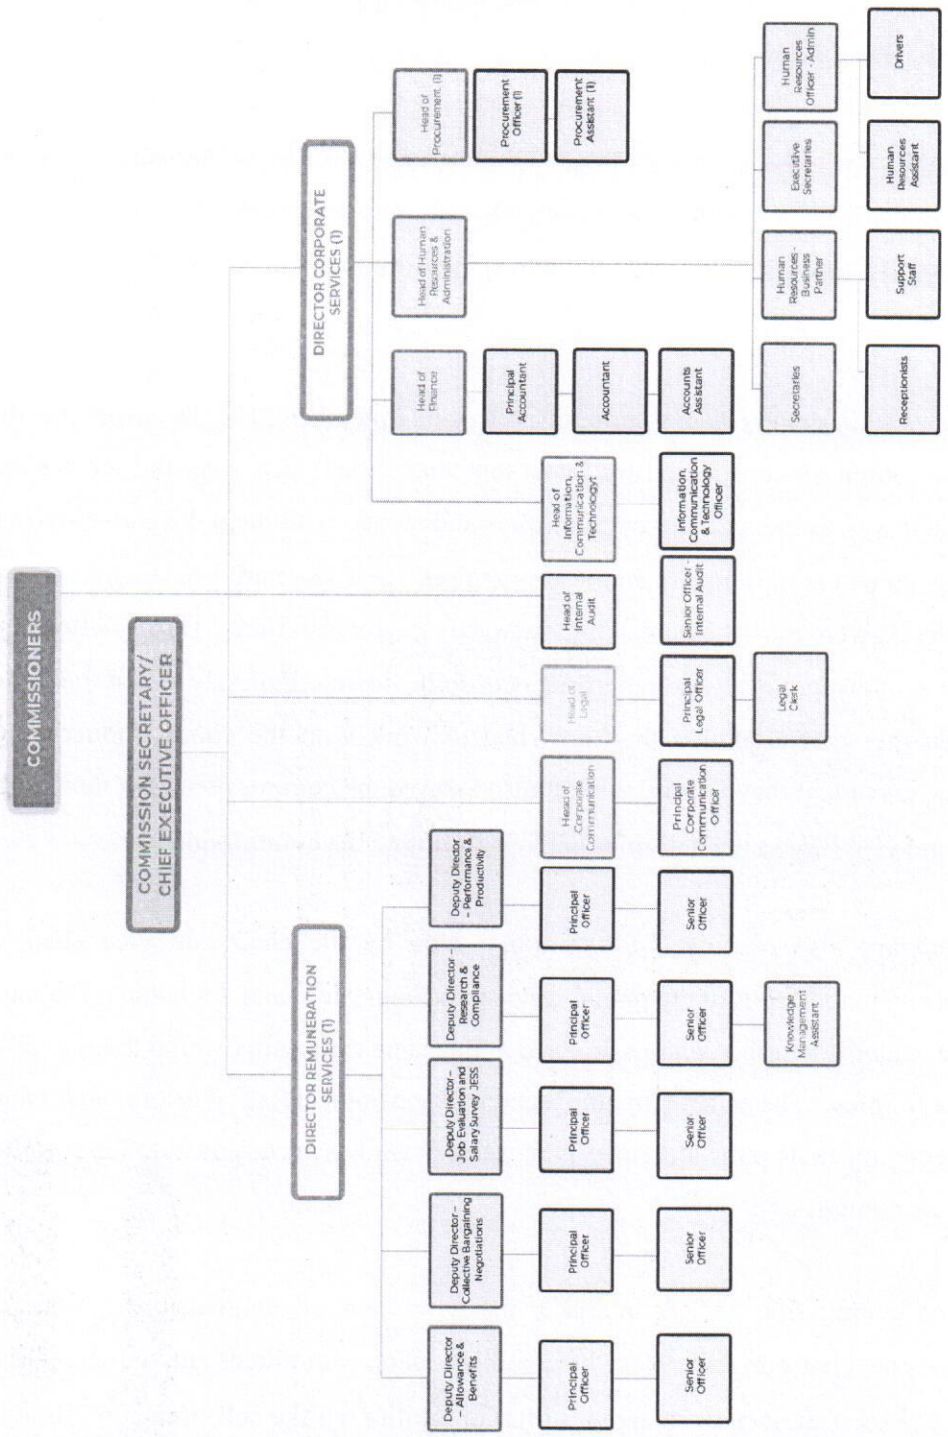 COMMISSIONERS
COMMISSION SECRETARY/
CHIEF EXECUTIVE OFFICER
DIRECTOR REMUNERATION
SERVICES (1)
DIRECTOR CORPORATE
SERVICES (1)
Deputy Director
– Allowance &
Benefits
Principal
Officer
Senior
Officer
Deputy Director –
Collective Bargaining
Negotiations
Principal
Officer
Senior
Officer
Deputy Director –
Job Evaluation and
Salary Survey JESS
Principal
Officer
Senior
Officer
Deputy Director –
Research &
Compliance
Principal
Officer
Senior
Officer
Knowledge
Management
Assistant
Deputy Director
– Performance &
Productivity
Principal
Officer
Senior
Officer
Head of
Corporate
Communication
Principal
Corporate
Communication
Officer
Head of
Legal
Principal
Legal Officer
Legal
Clerk
Head of
Internal
Audit
Senior Officer -
Internal Audit
Head of
Information,
Communication &
Technologyt
Information,
Communication
& Technology
Officer
Head of
Finance
Principal
Accountant
Accountant
Accounts
Assistant
Head of Human
Resources &
Administration
Secretaries
Human
Resources -
Business
Partner
Executive
Secretaries
Human
Resources
Officer - Admin
Receptionists
Support
Staff
Human
Resources
Assistant
Drivers
Head of
Procurement (1)
Procurement
Officer (1)
Procurement
Assistant (1)